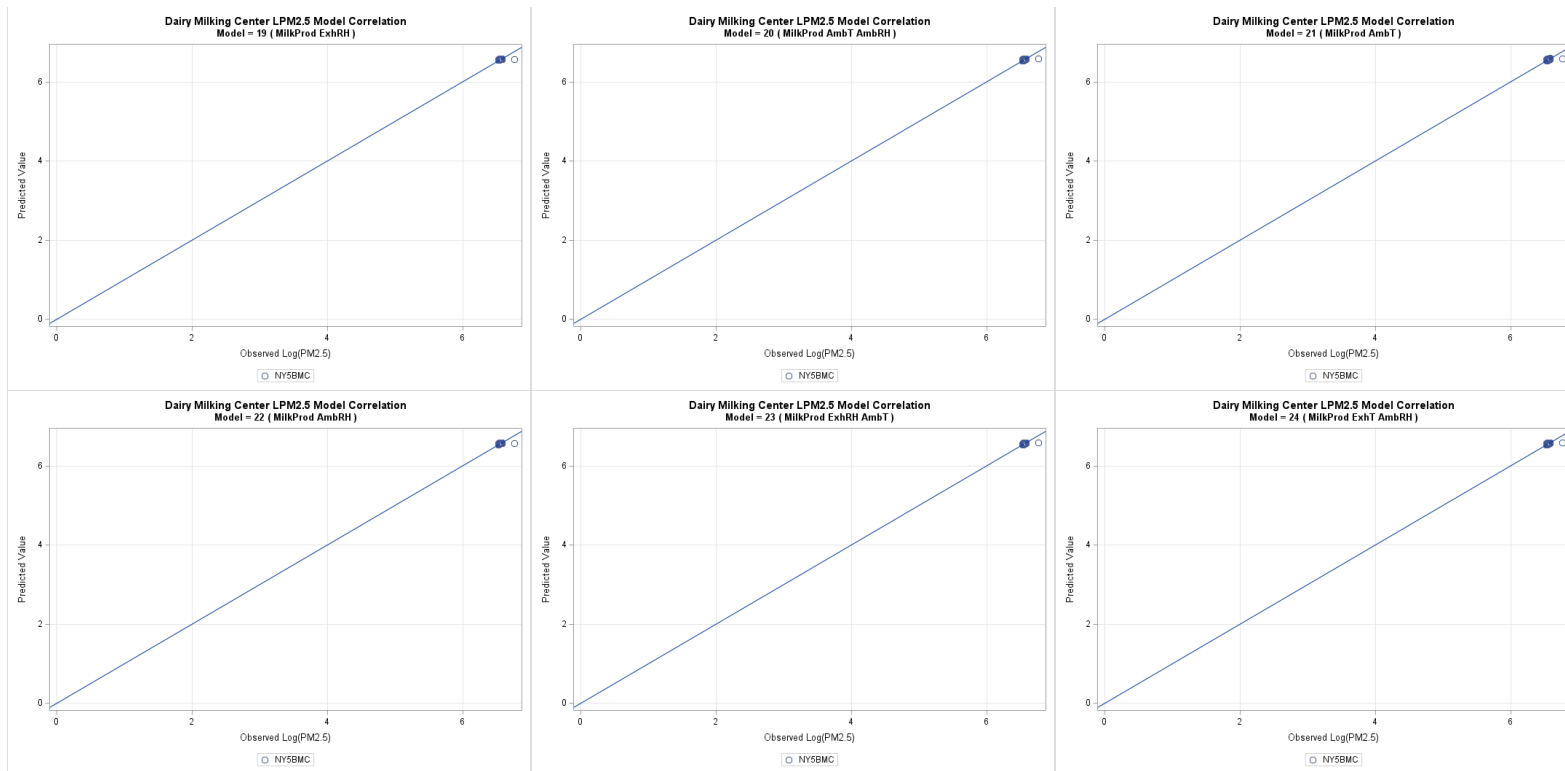 Dairy Milking Center LPM2.5 Model Correlation
Model = 19 ( MilkProd ExhRH )
6
4
2
0
Predicted Value
0 2 4 6
Observed Log(PM2.5)
NY5BMC
Dairy Milking Center LPM2.5 Model Correlation
Model = 20 ( MilkProd AmbT AmbRH )
6
4
2
0
Predicted Value
0 2 4 6
Observed Log(PM2.5)
NY5BMC
Dairy Milking Center LPM2.5 Model Correlation
Model = 21 ( MilkProd AmbT )
6
4
2
0
Predicted Value
0 2 4 6
Observed Log(PM2.5)
NY5BMC
Dairy Milking Center LPM2.5 Model Correlation
Model = 22 ( MilkProd AmbRH )
6
4
2
0
Predicted Value
0 2 4 6
Observed Log(PM2.5)
NY5BMC
Dairy Milking Center LPM2.5 Model Correlation
Model = 23 ( MilkProd ExhRH AmbT )
6
4
2
0
Predicted Value
0 2 4 6
Observed Log(PM2.5)
NY5BMC
Dairy Milking Center LPM2.5 Model Correlation
Model = 24 ( MilkProd ExhT AmbRH )
6
4
2
0
Predicted Value
0 2 4 6
Observed Log(PM2.5)
NY5BMC